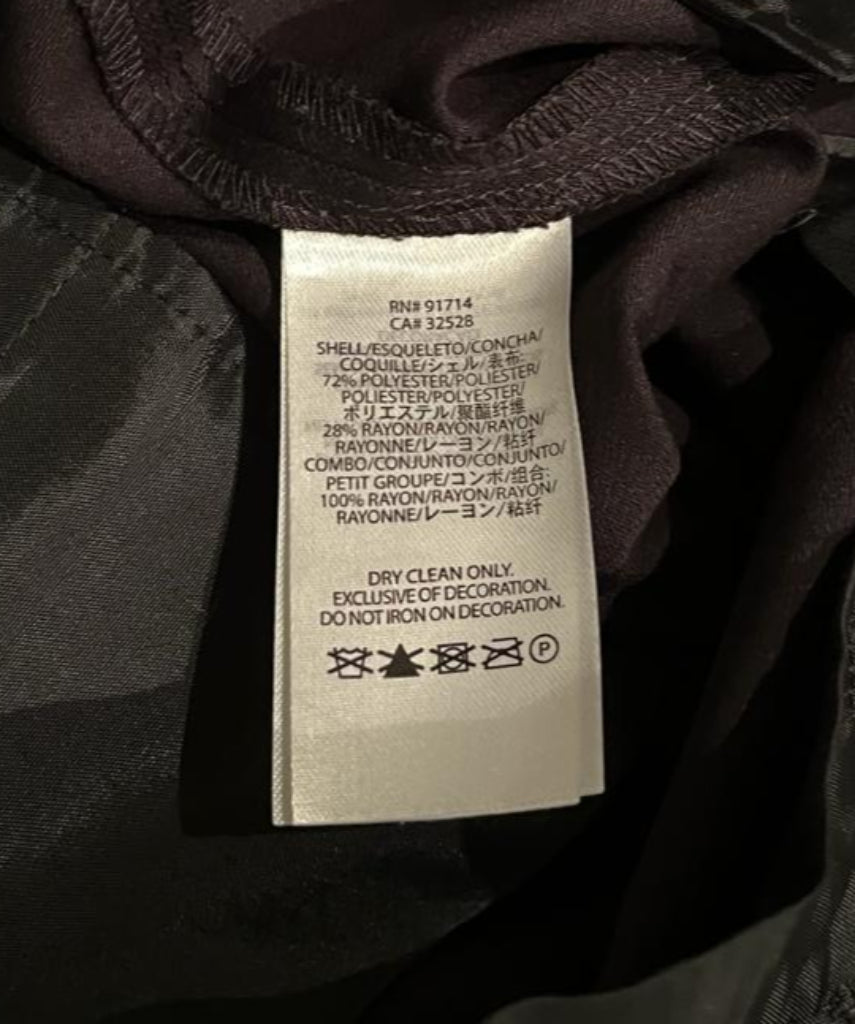 RN# 91714
CA# 32528
SHELL/ESQUELETO/CONCHA/
COQUILLE/シェル/表布:
72% POLYESTER/POLIESTER/
POLIESTER/POLYESTER/
ポリエステル/聚酯纤维
28% RAYON/RAYON/RAYON/
RAYONNE/レーヨン/粘纤
COMBO/CONJUNTO/CONJUNTO/
PETIT GROUPE/コンボ/组合:
100% RAYON/RAYON/RAYON/
RAYONNE/レーヨン/粘纤
DRY CLEAN ONLY.
EXCLUSIVE OF DECORATION.
DO NOT IRON ON DECORATION.
P